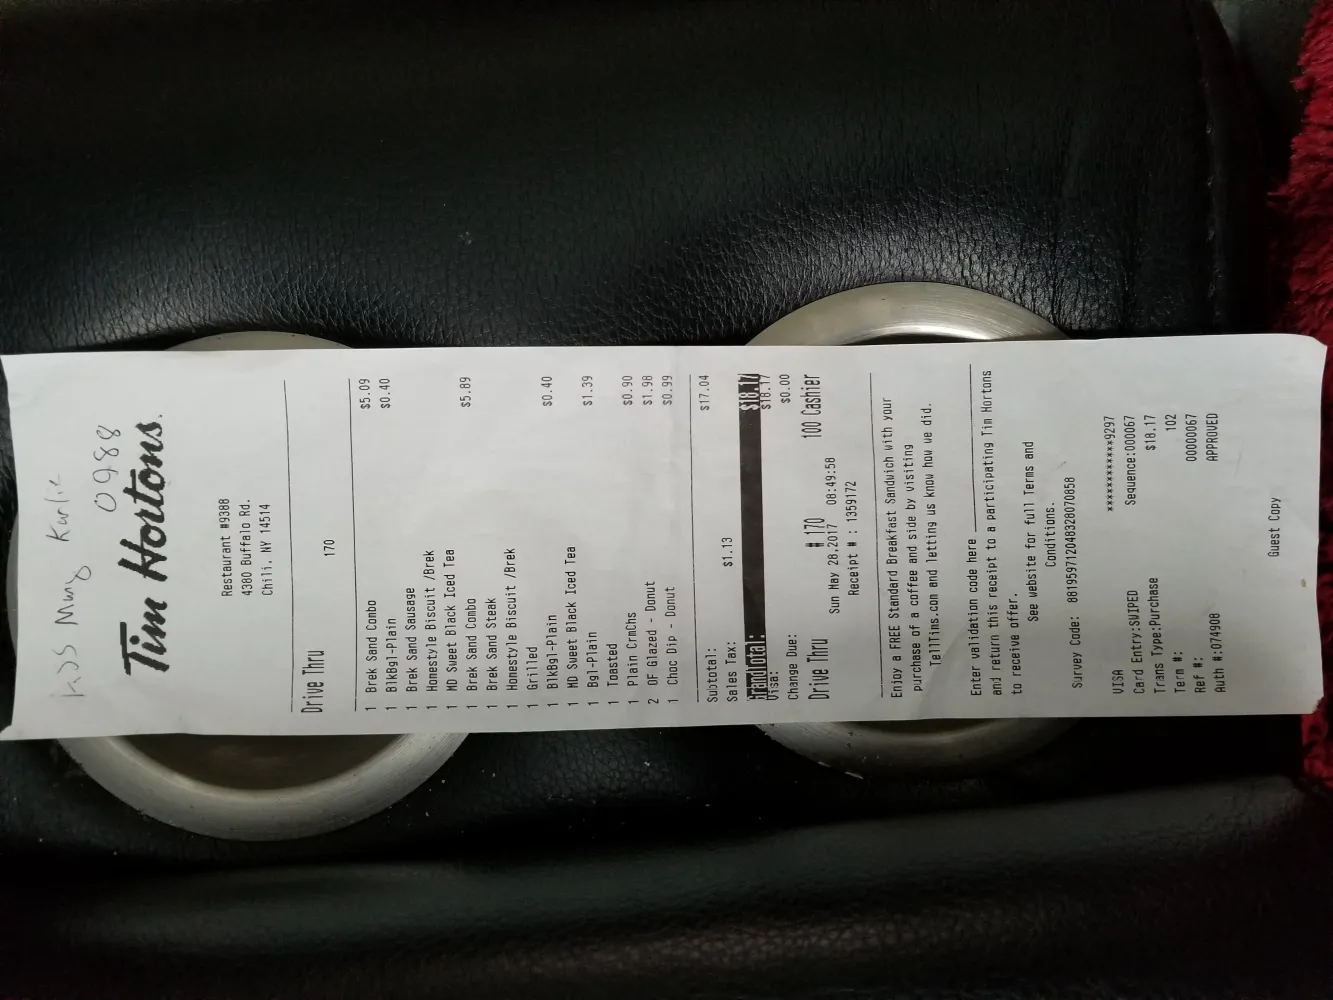 0988
Tim Hortons.
Restaurant #9388
4380 Buffalo Rd.
Chili, NY 14514
Drive Thru
170
1 Brek Sand Combo $5.09
1 BlkBgl-Plain $0.40
1 Brek Sausage
1 Homestyle Biscuit /Brek
1 MD Sweet Black Iced Tea
1 Brek Sand Combo $5.89
1 Brek Sand Steak
1 Homestyle Biscuit /Brek
1 Grilled
1 BlkBgl-Plain $0.40
1 MD Sweet Black Iced Tea
1 Bgl-Plain $1.39
1 Toasted
1 Plain CrmChs $0.90
2 OF Glazed - Donut $1.98
1 Choc Dip - Donut $0.99
Subtotal: $17.04
Sales Tax: $1.13
GrandTotal: $18.17
Visa: $18.17
Change Due: $0.00
Drive Thru # 170 100 Cashier
Sun May 28,2017 08:49:58
Receipt # : 1359172
Enjoy a FREE Standard Breakfast Sandwich with your
purchase of a coffee and side by visiting
TellTims.com and letting us know how we did.
Enter validation code here
and return this receipt to a participating Tim Hortons
to receive offer.
See website for full Terms and
Conditions.
Survey Code: 881959712048328070858
VISA ************9297
Card Entry:SWIPED Sequence:000067
Trans Type:Purchase $18.17
Term #: 102
Ref #: 00000067
Auth #:074908 APPROVED
Guest Copy